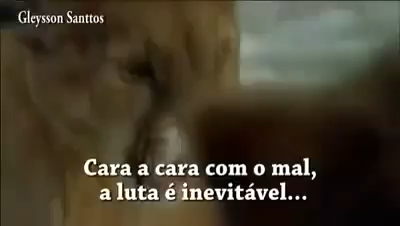 Gleysson Santtos
Cara a cara com o mal,
a luta é inevitável...